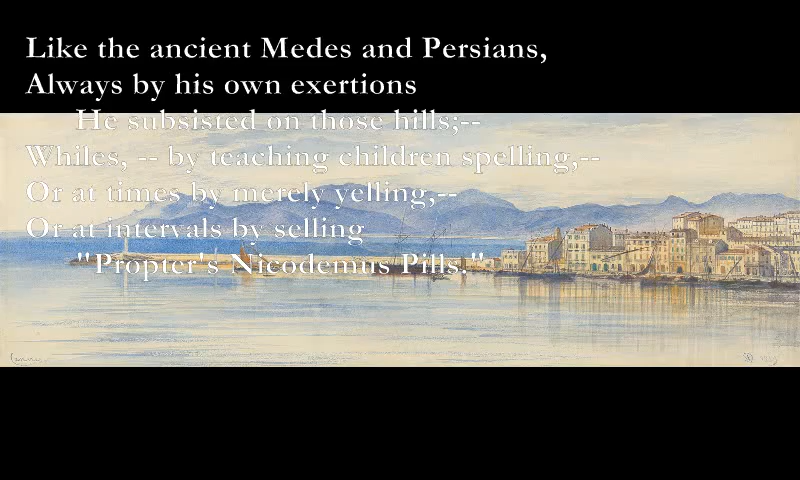 Like the ancient Medes and Persians,
Always by his own exertions
He subsisted on those hills;--
Whiles, -- by teaching children spelling,--
Or at times by merely yelling,--
Or at intervals by selling
"Propter's Nicodemus Pills."